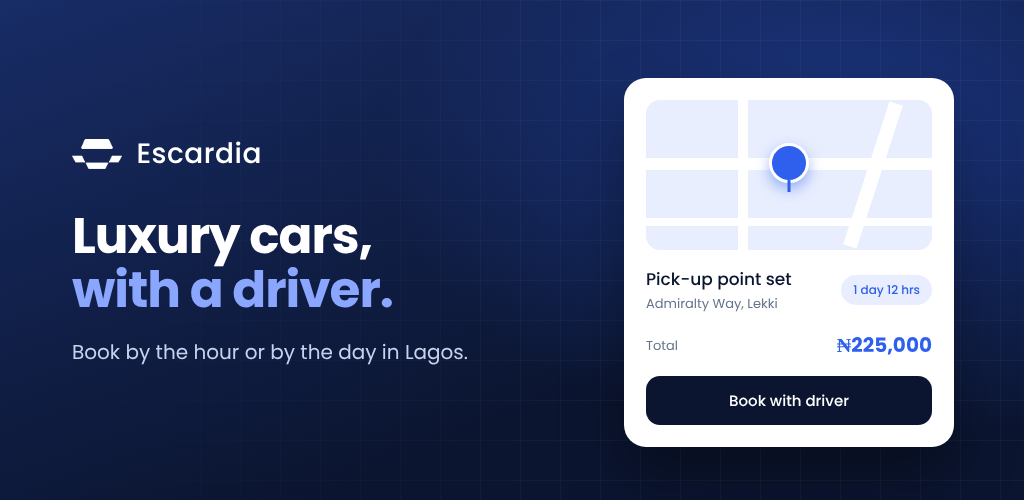 Escardia
Luxury cars,
with a driver.
Book by the hour or by the day in Lagos.
Pick-up point set
Admiralty Way, Lekki
1 day 12 hrs
Total
₦225,000
Book with driver